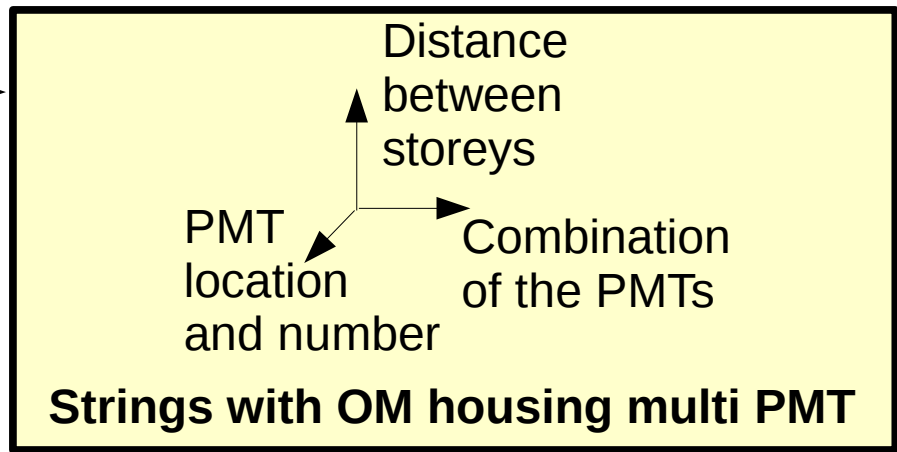 Distance
between
storeys
PMT
location
and number
Combination
of the PMTs
Strings with OM housing multi PMT